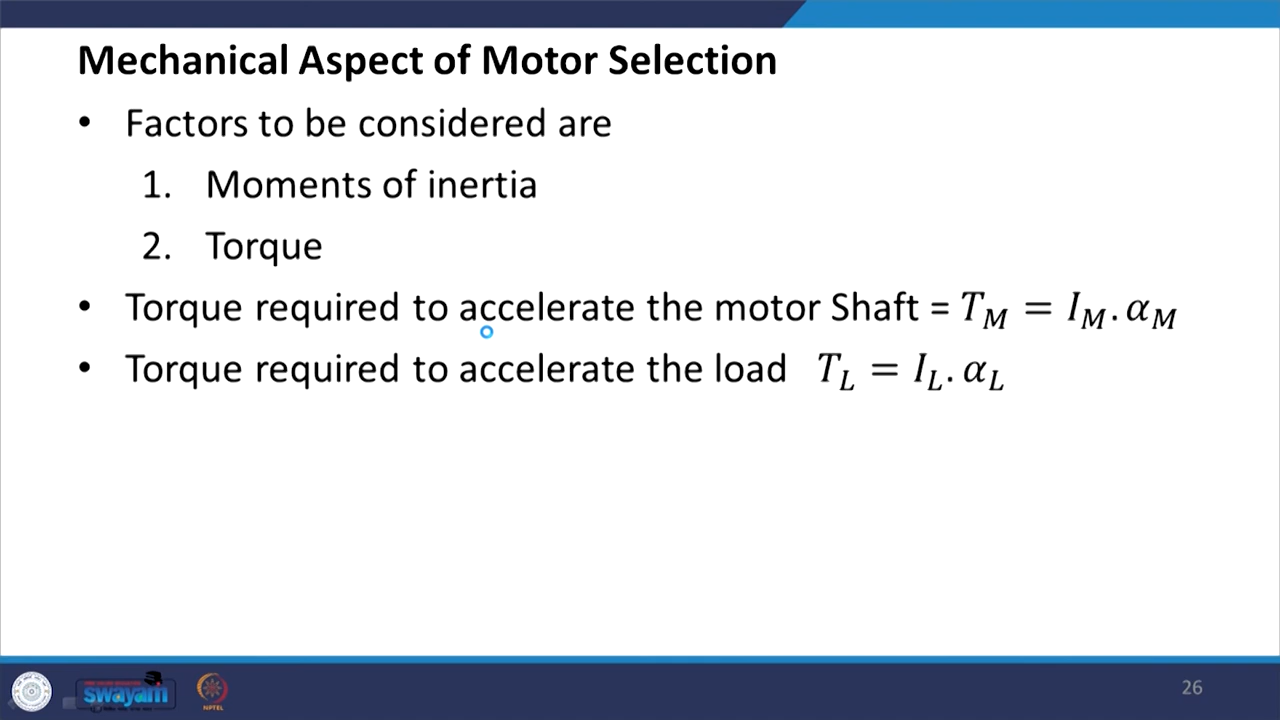 Mechanical Aspect of Motor Selection
• Factors to be considered are
1. Moments of inertia
2. Torque
• Torque required to accelerate the motor Shaft = T_M = I_M . α_M
• Torque required to accelerate the load T_L = I_L . α_L
swayam
NPTEL
26